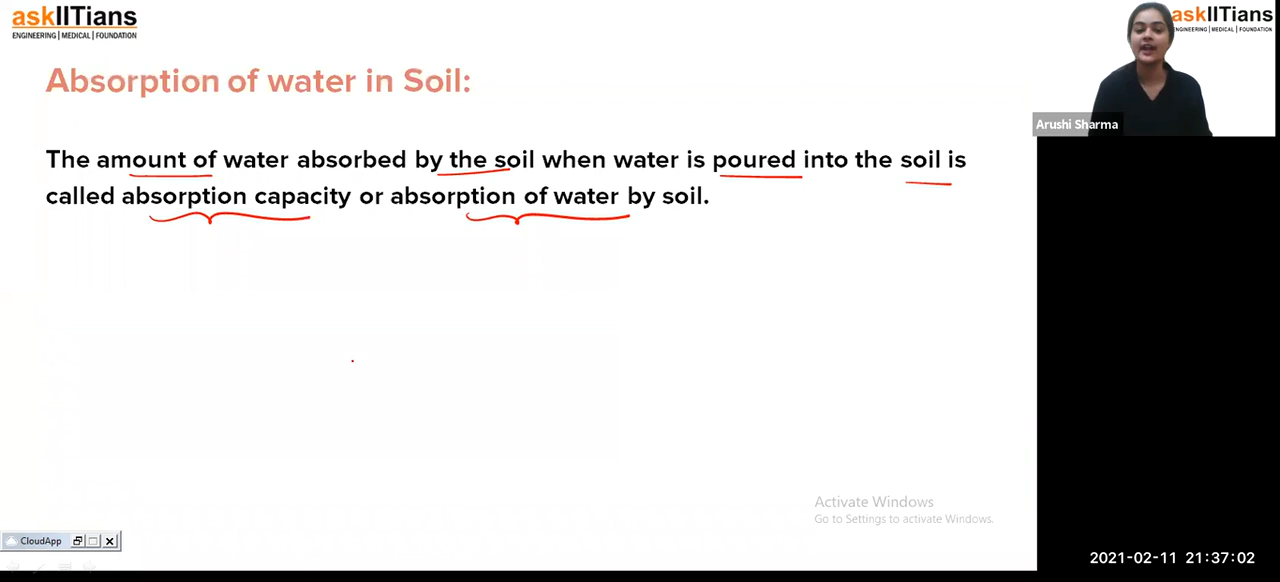 askIITians
ENGINEERING | MEDICAL | FOUNDATION
askIITians
ENGINEERING | MEDICAL | FOUNDATION
Absorption of water in Soil:
Arushi Sharma
The amount of water absorbed by the soil when water is poured into the soil is
called absorption capacity or absorption of water by soil.
Activate Windows
Go to Settings to activate Windows.
CloudApp
2021-02-11 21:37:02